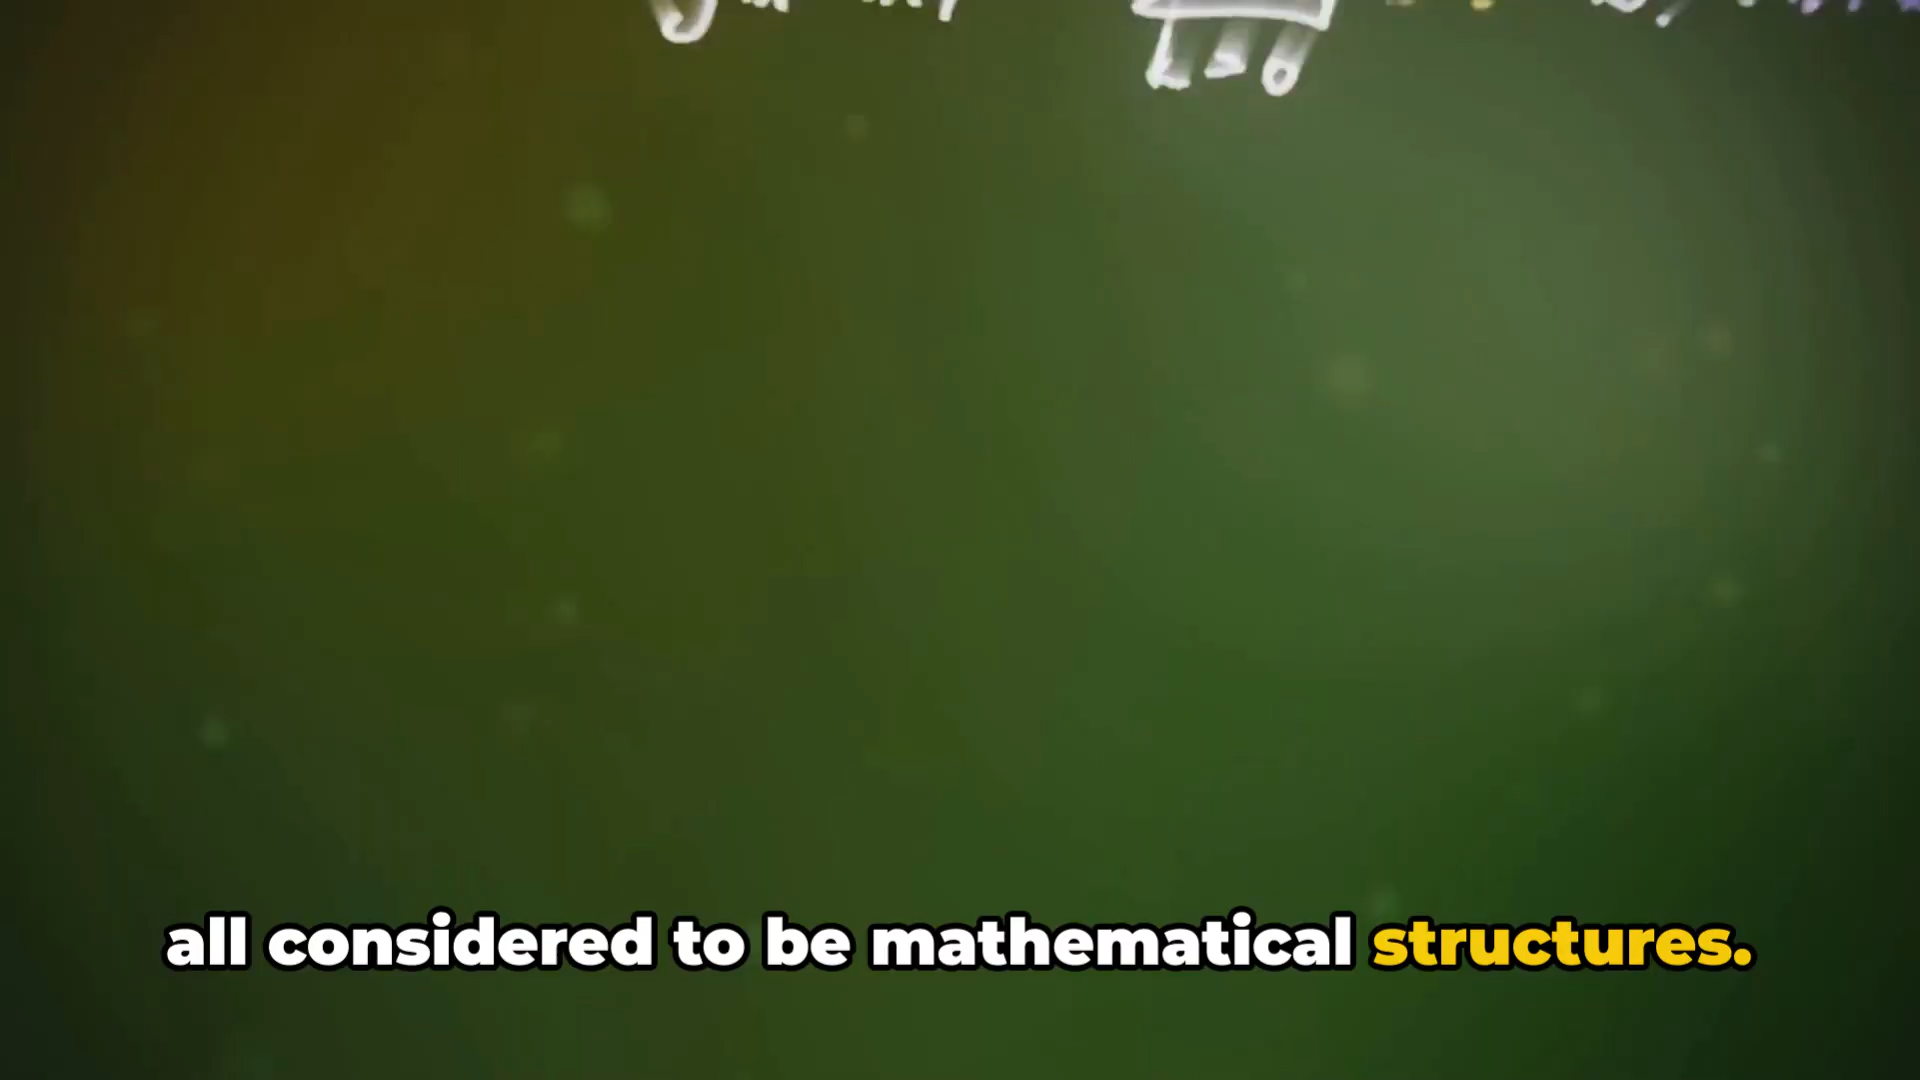 all considered to be mathematical structures.